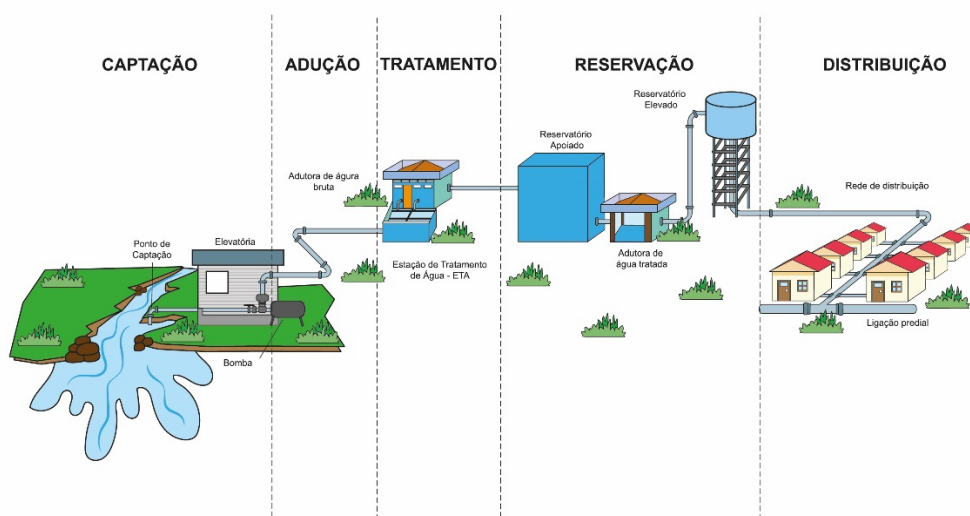 CAPTAÇÃO
ADUÇÃO
TRATAMENTO
RESERVAÇÃO
DISTRIBUIÇÃO
Ponto de
Captação
Elevatória
Bomba
Adutora de água
bruta
Estação de Tratamento
de Água - ETA
Reservatório
Apoiado
Adutora de
água tratada
Reservatório
Elevado
Rede de distribuição
Ligação predial